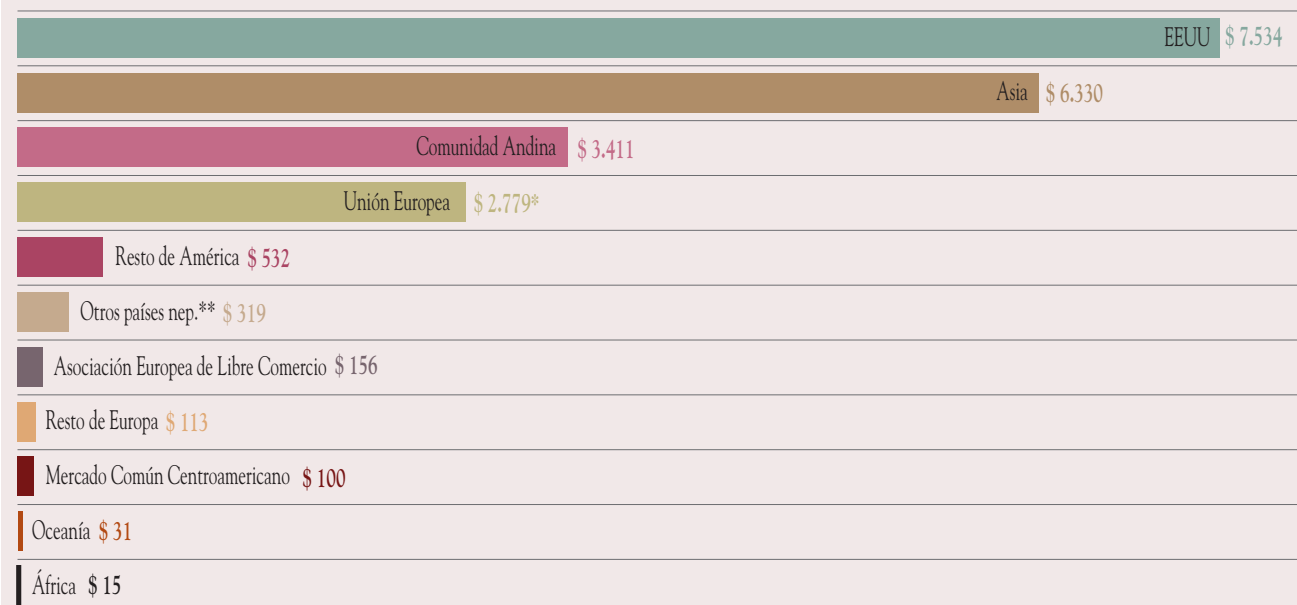 EEUU $ 7.534
Asia $ 6.330
Comunidad Andina $ 3.411
Unión Europea $ 2.779*
Resto de América $ 532
Otros países nep.** $ 319
Asociación Europea de Libre Comercio $ 156
Resto de Europa $ 113
Mercado Común Centroamericano $ 100
Oceanía $ 31
África $ 15